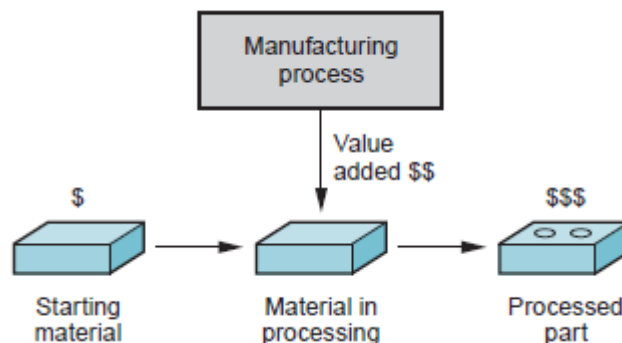 Manufacturing
process
Value
added $$
$
$$$
Starting
material
Material in
processing
Processed
part